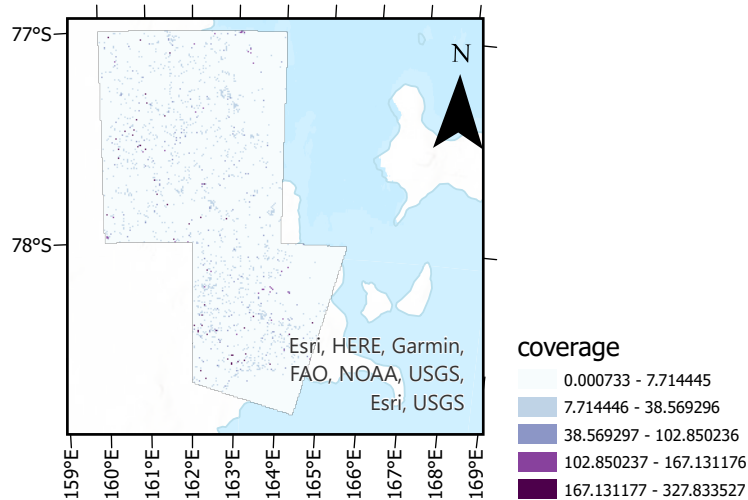 77°S
N
78°S
Esri, HERE, Garmin,
FAO, NOAA, USGS,
Esri, USGS
coverage
0.000733 - 7.714445
7.714446 - 38.569296
38.569297 - 102.850236
102.850237 - 167.131176
167.131177 - 327.833527
159°E
160°E
161°E
162°E
163°E
164°E
165°E
166°E
167°E
168°E
169°E